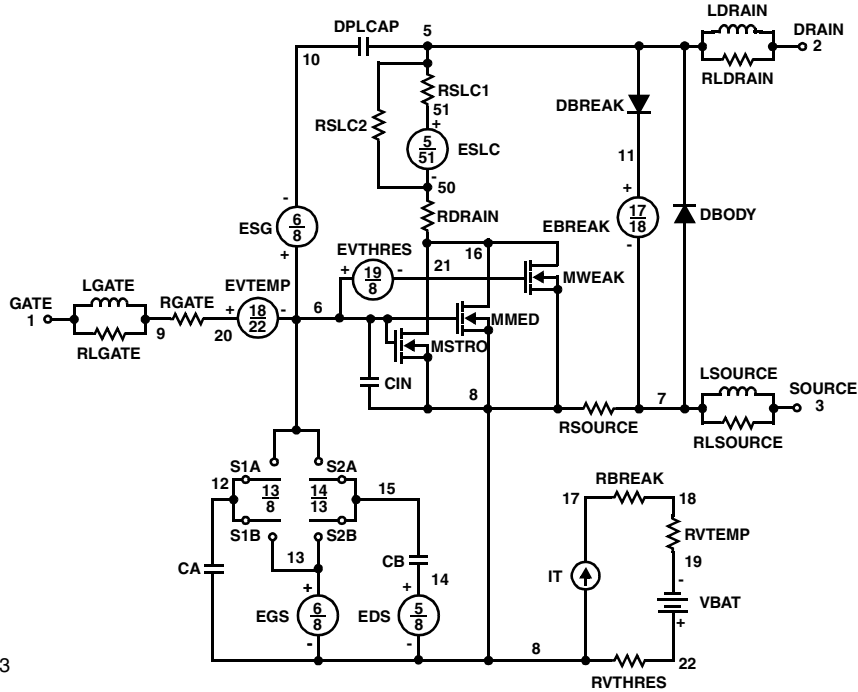 LDRAIN
DPLCAP 5 DRAIN
10 2
RLDRAIN
RSLC1
DBREAK
51
RSLC2
+
5
51
ESLC
11
-
50
-
+
17
18
DBODY
6
8
ESG
RDRAIN
EBREAK
EVTHRES
16
-
+
+ 19 -
8
21
MWEAK
LGATE
EVTEMP
GATE
1
RGATE
+ 18 -
22
6
MMED
9
20
MSTRO
RLGATE
LSOURCE
CIN
8
7
SOURCE
3
RSOURCE
RLSOURCE
S1A
S2A
12
13
8
14
13
15
RBREAK
17
18
S1B
S2B
RVTEMP
13
CB
19
CA
14
IT
-
+
+
VBAT
EGS
6
8
EDS
5
8
+
-
-
8
22
3
RVTHRES